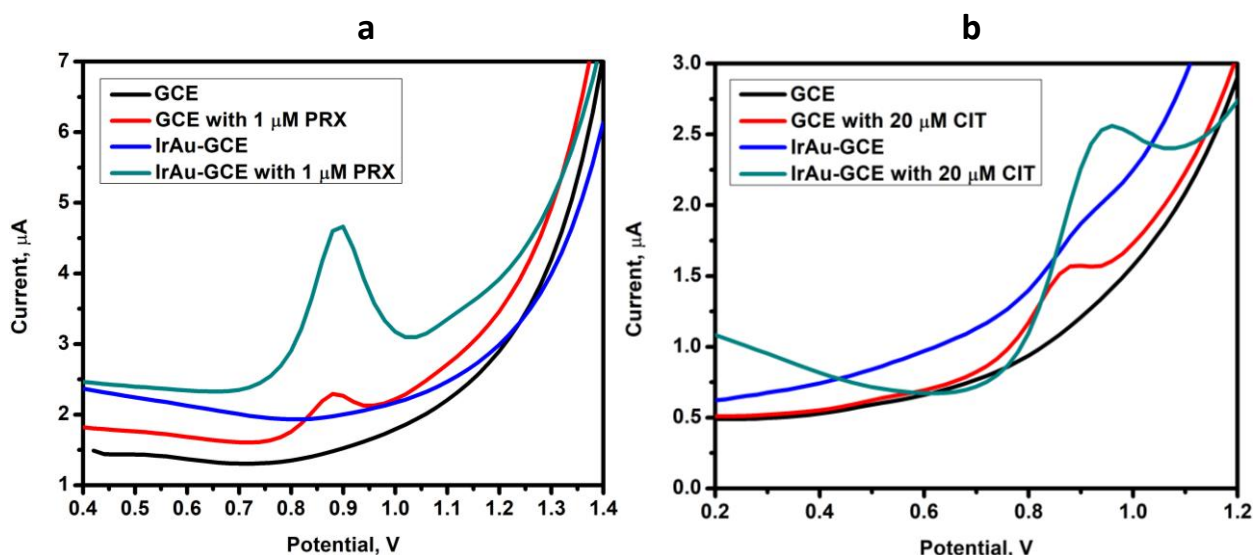 a
7
6
5
4
3
2
1
Current, μA
GCE
GCE with 1 μM PRX
IrAu-GCE
IrAu-GCE with 1 μM PRX
0.4 0.5 0.6 0.7 0.8 0.9 1.0 1.1 1.2 1.3 1.4
Potential, V
b
3.0
2.5
2.0
1.5
1.0
0.5
0.0
Current, μA
GCE
GCE with 20 μM CIT
IrAu-GCE
IrAu-GCE with 20 μM CIT
0.2 0.4 0.6 0.8 1.0 1.2
Potential, V